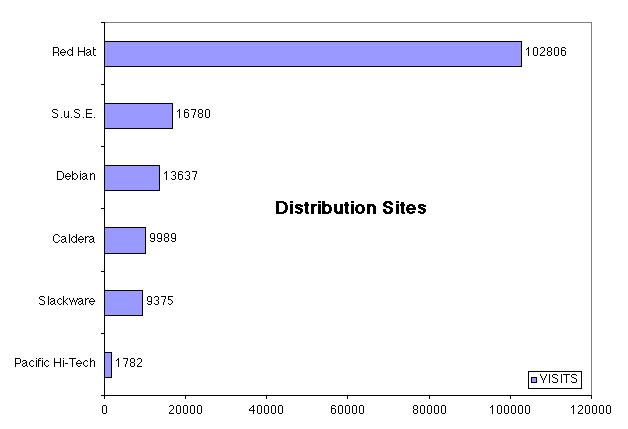 Red Hat 102806
S.u.S.E. 16780
Debian 13637
Distribution Sites
Caldera 9989
Slackware 9375
Pacific Hi-Tech 1782
VISITS
0 20000 40000 60000 80000 100000 120000